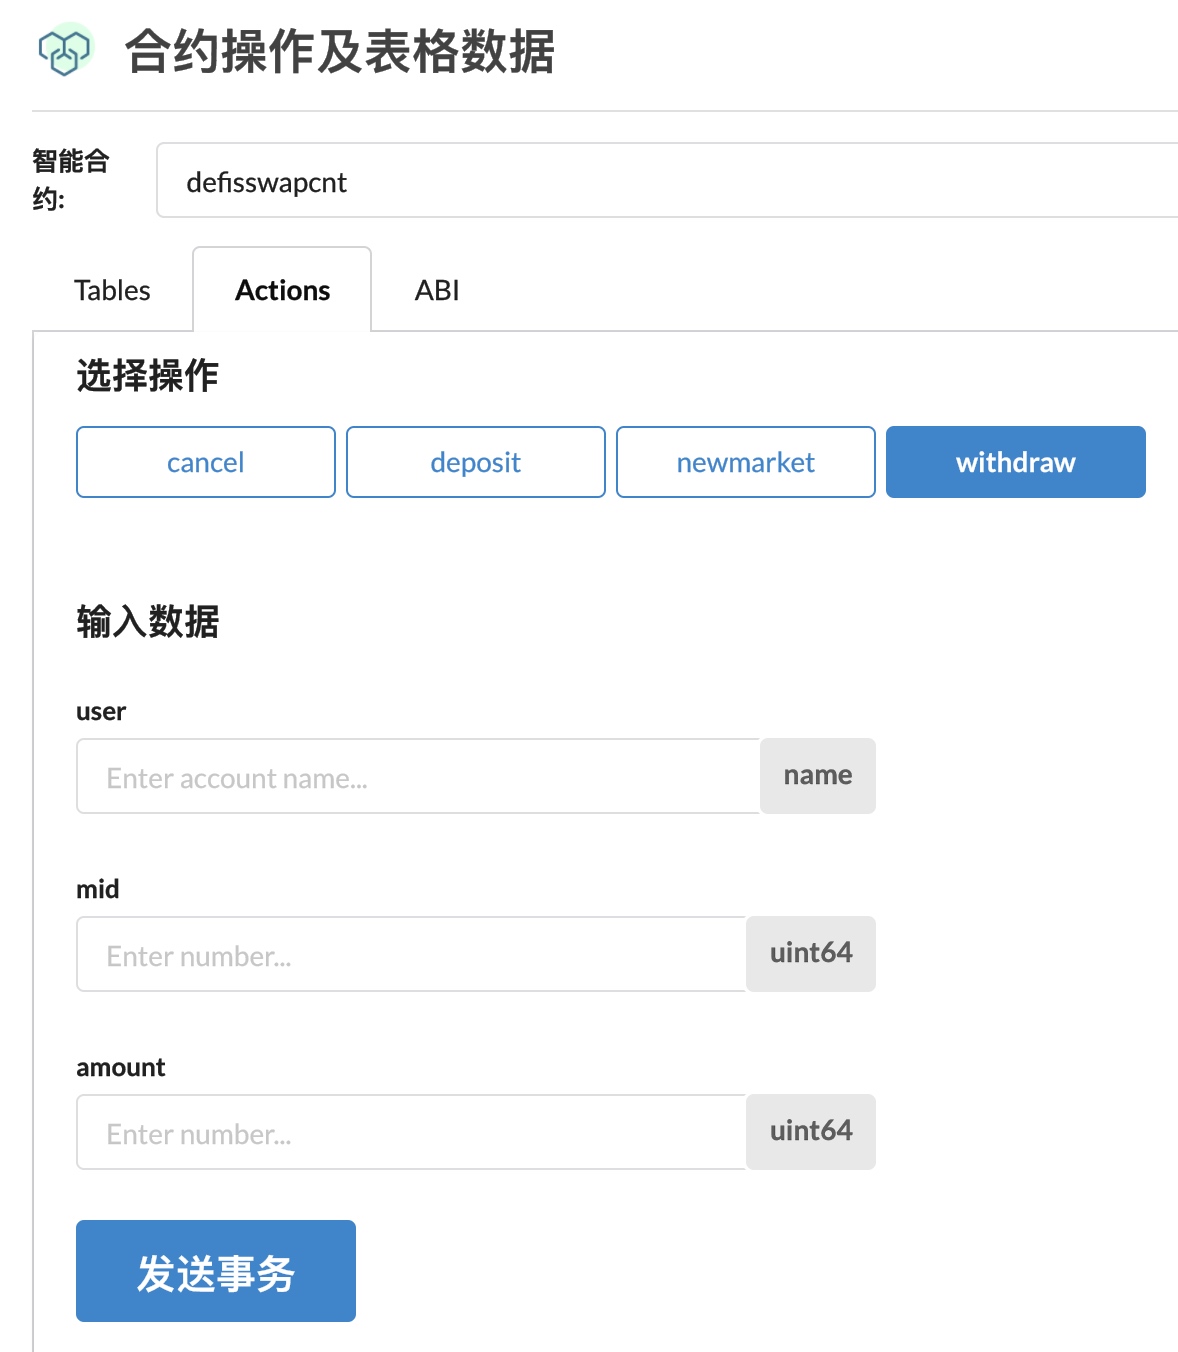 合约操作及表格数据
智能合
约:
defisswapcnt
Tables Actions ABI
选择操作
cancel deposit newmarket withdraw
输入数据
user
Enter account name... name
mid
Enter number... uint64
amount
Enter number... uint64
发送事务